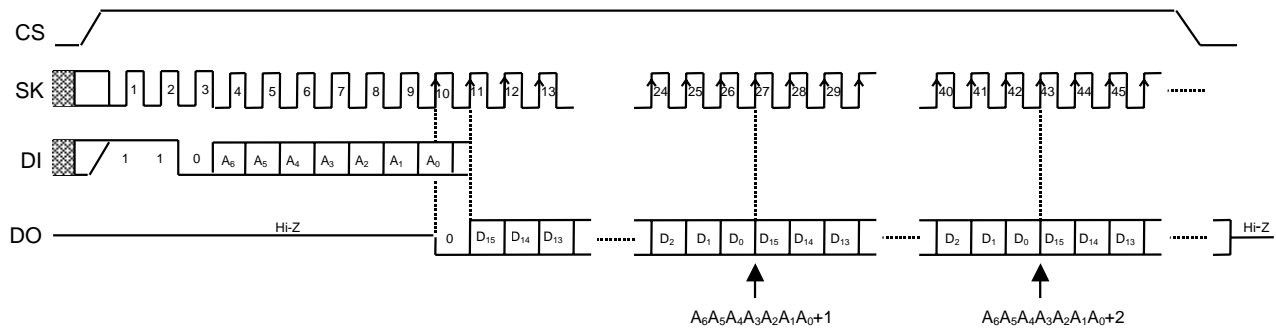 CS
SK 1 2 3 4 5 6 7 8 9 10 11 12 13 24 25 26 27 28 29 40 41 42 43 44 45
DI 1 1 0 A6 A5 A4 A3 A2 A1 A0
DO Hi-Z 0 D15 D14 D13 D2 D1 D0 D15 D14 D13 D2 D1 D0 D15 D14 D13 Hi-Z
A6A5A4A3A2A1A0+1 A6A5A4A3A2A1A0+2